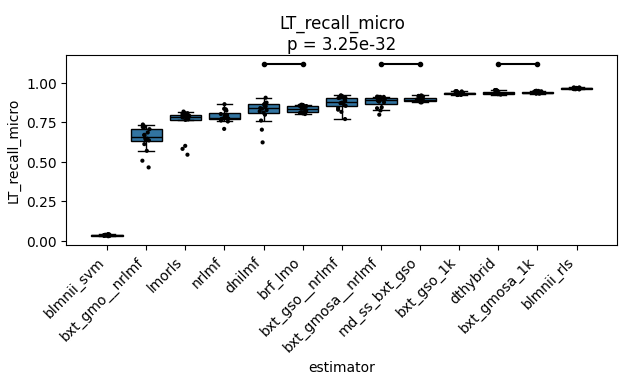 LT_recall_micro
p = 3.25e-32
LT_recall_micro
1.00
0.75
0.50
0.25
0.00
blmnii_svm
bxt_gmo__nrlmf
lmorls
nrlmf
dnilmf
brf_lmo
bxt_gso__nrlmf
bxt_gmosa__nrlmf
md_ss_bxt_gso
bxt_gso_1k
dthybrid
bxt_gmosa_1k
blmnii_rls
estimator